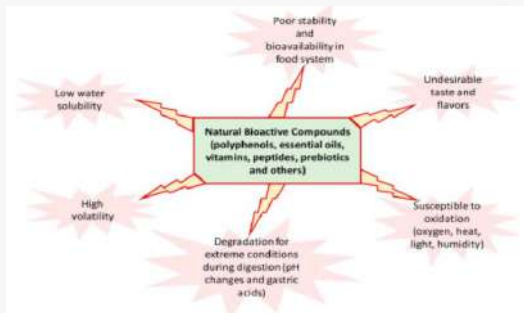 Poor stability
and
bioavailability in
food system
Low water
solubility
Undesirable
taste and
flavors
Natural Bioactive Compounds
(polyphenols, essential oils,
vitamins, peptides, prebiotics
and others)
High
volatility
Susceptible to
oxidation
(oxygen, heat,
light, humidity)
Degradation for
extreme conditions
during digestion (pH
changes and gastric
acids)